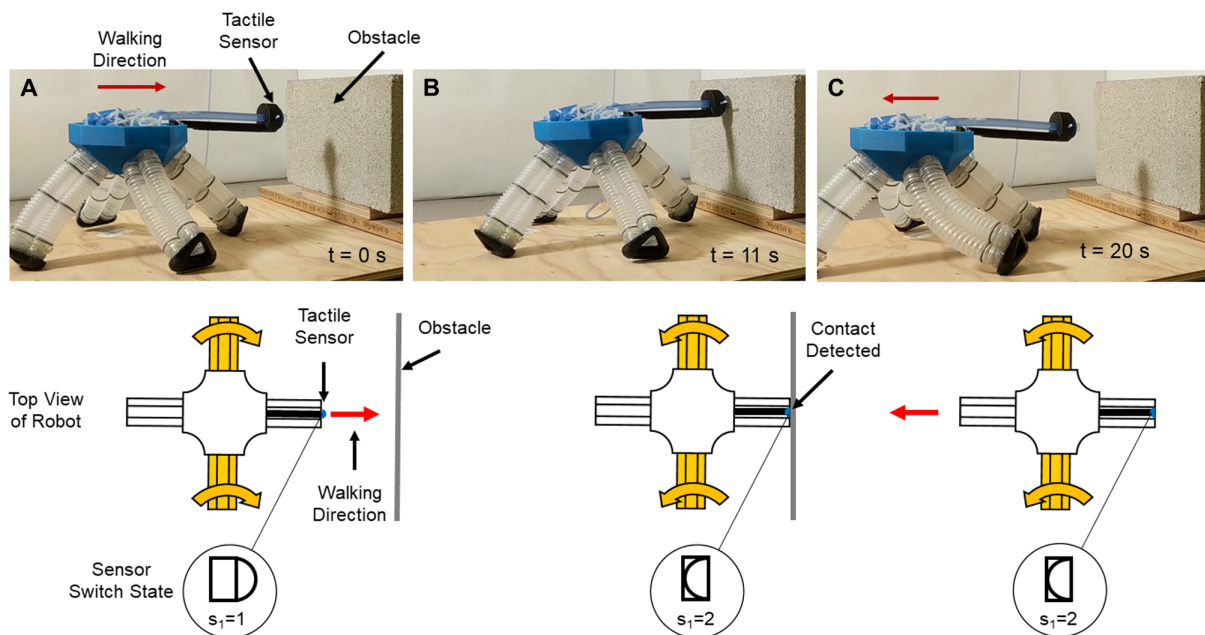 Walking
Direction
Tactile
Sensor
Obstacle
A
B
C
t = 0 s
t = 11 s
t = 20 s
Tactile
Sensor
Obstacle
Contact
Detected
Top View
of Robot
Walking
Direction
Sensor
Switch State
s₁=1
s₁=2
s₁=2